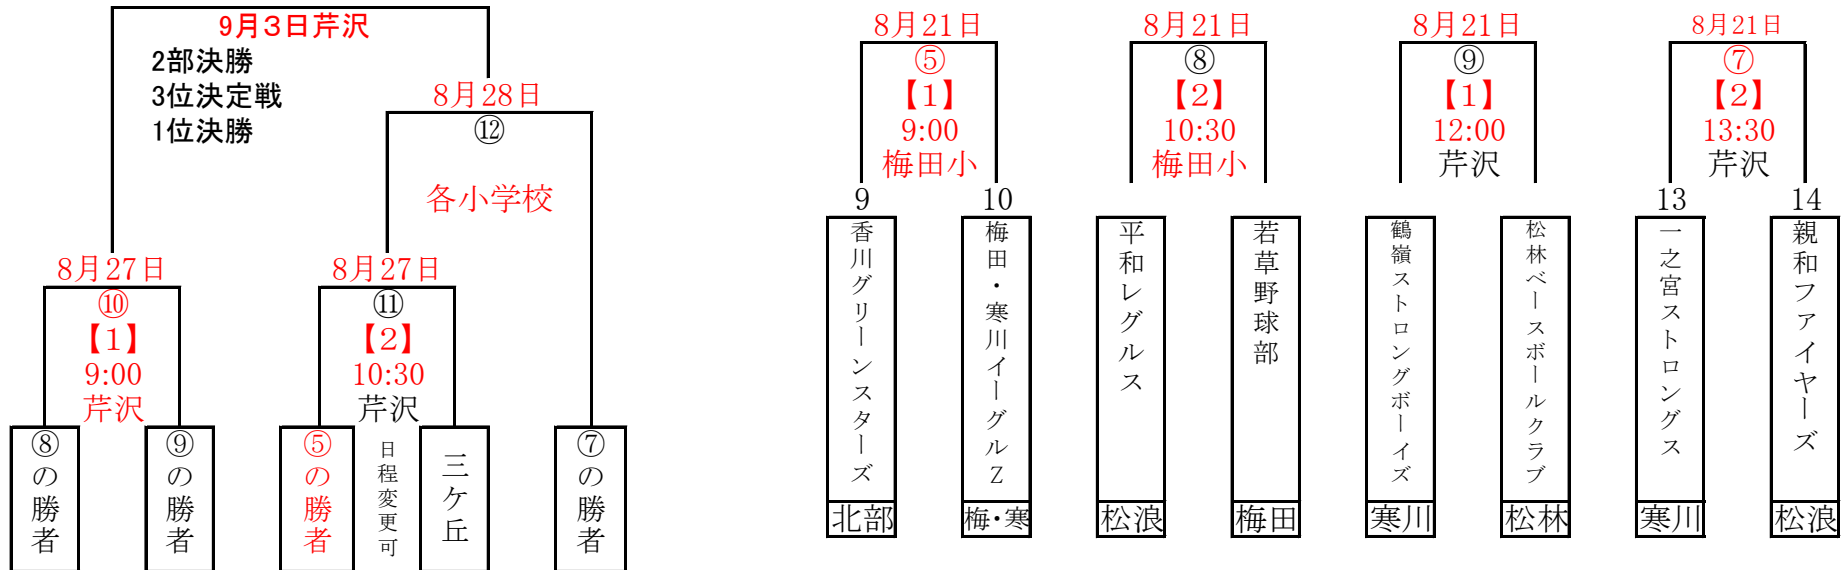 9月３日芹沢
2部決勝
3位決定戦
1位決勝
8月28日
⑫
各小学校
8月27日
⑩
【1】
9:00
芹沢
8月27日
⑪
【2】
10:30
芹沢
⑧の勝者
⑨の勝者
⑤の勝者
日程変更可
三ケ丘
⑦の勝者
8月21日
⑤
【1】
9:00
梅田小
8月21日
⑧
【2】
10:30
梅田小
8月21日
⑨
【1】
12:00
芹沢
8月21日
⑦
【2】
13:30
芹沢
9
香川グリーンスターズ
北部
10
梅田・寒川イーグルZ
梅・寒
平和レグルス
松浪
若草野球部
梅田
鶴嶺ストロングボーイズ
寒川
松林ベースボールクラブ
松林
13
一之宮ストロングス
寒川
14
親和ファイヤーズ
松浪